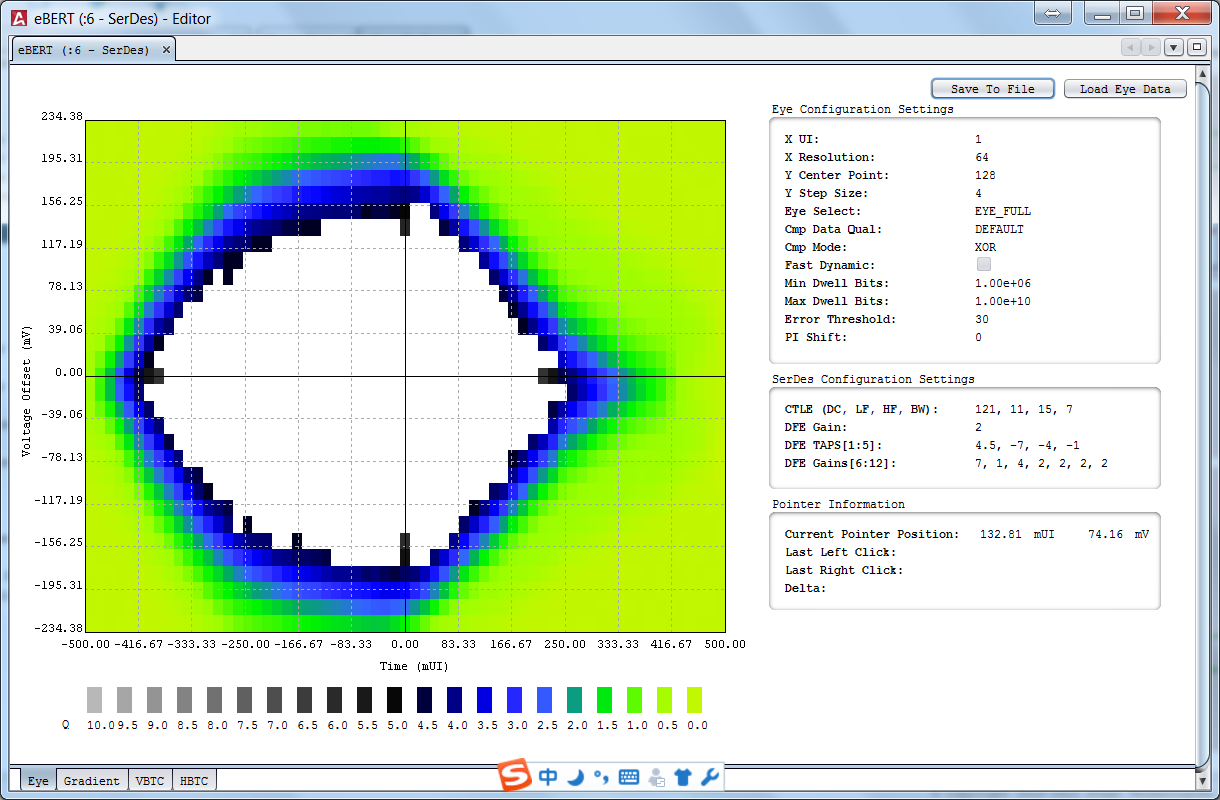 eBERT (:6 - SerDes) - Editor
eBERT (:6 - SerDes)
Save To File
Load Eye Data
Eye Configuration Settings
X UI: 1
X Resolution: 64
Y Center Point: 128
Y Step Size: 4
Eye Select: EYE_FULL
Cmp Data Qual: DEFAULT
Cmp Mode: XOR
Fast Dynamic:
Min Dwell Bits: 1.00e+06
Max Dwell Bits: 1.00e+10
Error Threshold: 30
PI Shift: 0
SerDes Configuration Settings
CTLE (DC, LF, HF, BW): 121, 11, 15, 7
DFE Gain: 2
DFE TAPS[1:5]: 4.5, -7, -4, -1
DFE Gains[6:12]: 7, 1, 4, 2, 2, 2, 2
Pointer Information
Current Pointer Position: 132.81 mUI 74.16 mV
Last Left Click:
Last Right Click:
Delta:
234.38
195.31
156.25
117.19
78.13
39.06
0.00
-39.06
-78.13
-117.19
-156.25
-195.31
-234.38
Voltage Offset (mV)
-500.00 -416.67 -333.33 -250.00 -166.67 -83.33 0.00 83.33 166.67 250.00 333.33 416.67 500.00
Time (mUI)
Q 10.0 9.5 9.0 8.5 8.0 7.5 7.0 6.5 6.0 5.5 5.0 4.5 4.0 3.5 3.0 2.5 2.0 1.5 1.0 0.5 0.0
Eye Gradient VBTC HBTC
中